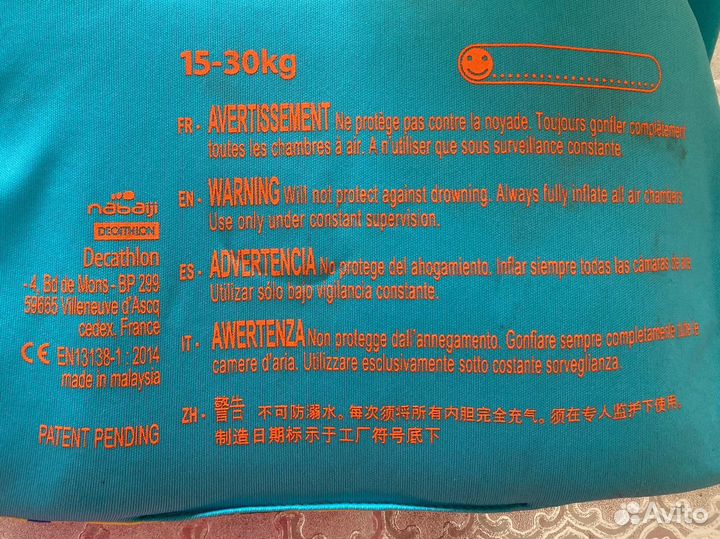 15-30kg
FR - AVERTISSEMENT Ne protège pas contre la noyade. Toujours gonfler complètement
toutes les chambres à air. A n'utiliser que sous surveillance constante.
EN - WARNING Will not protect against drowning. Always fully inflate all air chambers.
Use only under constant supervision.
ES - ADVERTENCIA No protege del ahogamiento. Inflar siempre todas las cámaras de aire.
Utilizar sólo bajo vigilancia constante.
IT - AWERTENZA Non protegge dall'annegamento. Gonfiare sempre completamente tutte le
camere d'aria. Utilizzare esclusivamente sotto costante sorveglianza.
ZH - 警告 不可防溺水。每次须将所有内胆完全充气。须在专人监护下使用。
制造日期标示于工厂符号底下
nabaiji
DECATHLON
Decathlon
- 4, Bd de Mons - BP 299
59665 Villeneuve d'Ascq
cedex, France
CE EN13138-1 : 2014
made in malaysia
PATENT PENDING
Avito